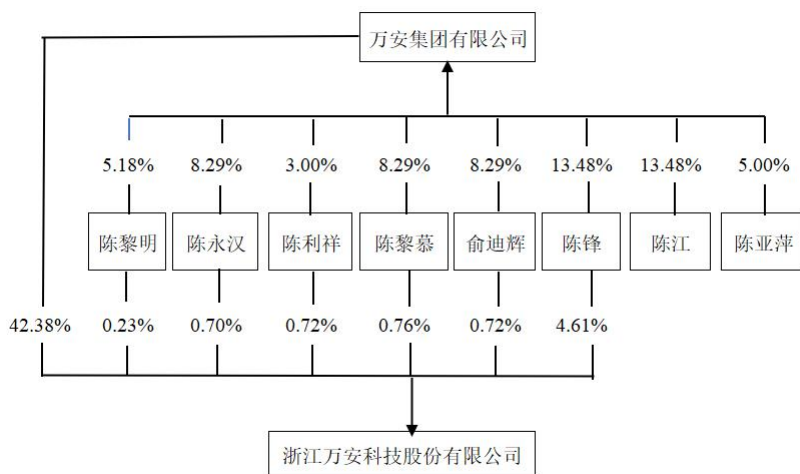 万安集团有限公司
5.18% 8.29% 3.00% 8.29% 8.29% 13.48% 13.48% 5.00%
陈黎明 陈永汉 陈利祥 陈黎慕 俞迪辉 陈锋 陈江 陈亚萍
42.38% 0.23% 0.70% 0.72% 0.76% 0.72% 4.61%
浙江万安科技股份有限公司